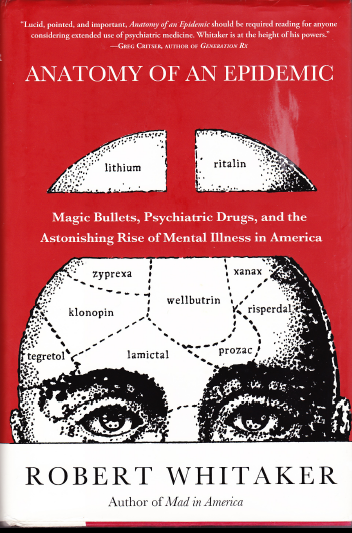 "Lucid, pointed, and important, Anatomy of an Epidemic should be required reading for anyone
considering extended use of psychiatric medicine. Whitaker is at the height of his powers."
—Greg Critser, author of Generation Rx
ANATOMY OF AN EPIDEMIC
lithium
ritalin
Magic Bullets, Psychiatric Drugs, and the
Astonishing Rise of Mental Illness in America
zyprexa
xanax
wellbutrin
klonopin
risperdal
tegretol
lamictal
prozac
ROBERT WHITAKER
Author of Mad in America